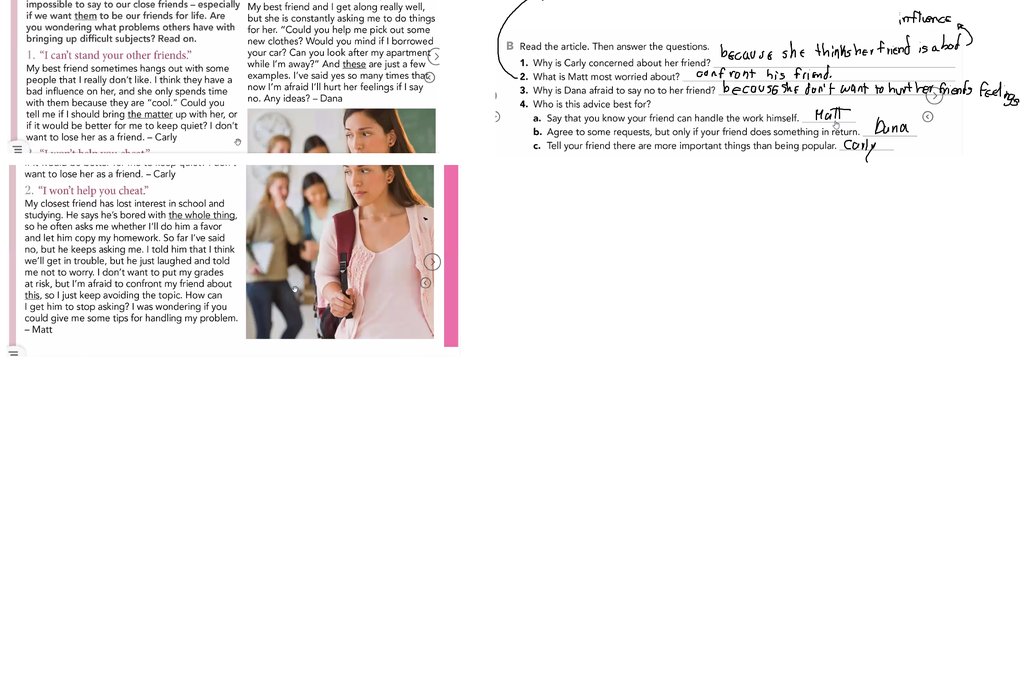 impossible to say to our close friends – especially
if we want them to be our friends for life. Are
you wondering what problems others have with
bringing up difficult subjects? Read on.
1. “I can’t stand your other friends.”
My best friend sometimes hangs out with some
people that I really don’t like. I think they have a
bad influence on her, and she only spends time
with them because they are “cool.” Could you
tell me if I should bring the matter up with her, or
if it would be better for me to keep quiet? I don’t
want to lose her as a friend. – Carly
want to lose her as a friend. – Carly
2. “I won’t help you cheat.”
My closest friend has lost interest in school and
studying. He says he’s bored with the whole thing,
so he often asks me whether I’ll do him a favor
and let him copy my homework. So far I’ve said
no, but he keeps asking me. I told him that I think
we’ll get in trouble, but he just laughed and told
me not to worry. I don’t want to put my grades
at risk, but I’m afraid to confront my friend about
this, so I just keep avoiding the topic. How can
I get him to stop asking? I was wondering if you
could give me some tips for handling my problem.
– Matt
My best friend and I get along really well,
but she is constantly asking me to do things
for her. “Could you help me pick out some
new clothes? Would you mind if I borrowed
your car? Can you look after my apartment
while I’m away?” And these are just a few
examples. I’ve said yes so many times that
now I’m afraid I’ll hurt her feelings if I say
no. Any ideas? – Dana
influence
B Read the article. Then answer the questions.
1. Why is Carly concerned about her friend? because she thinks her friend is a bad
2. What is Matt most worried about? confront his friend.
3. Why is Dana afraid to say no to her friend? because she don't want to hurt her friends feelings
4. Who is this advice best for?
a. Say that you know your friend can handle the work himself. Matt
b. Agree to some requests, but only if your friend does something in return. Dana
c. Tell your friend there are more important things than being popular. Carly